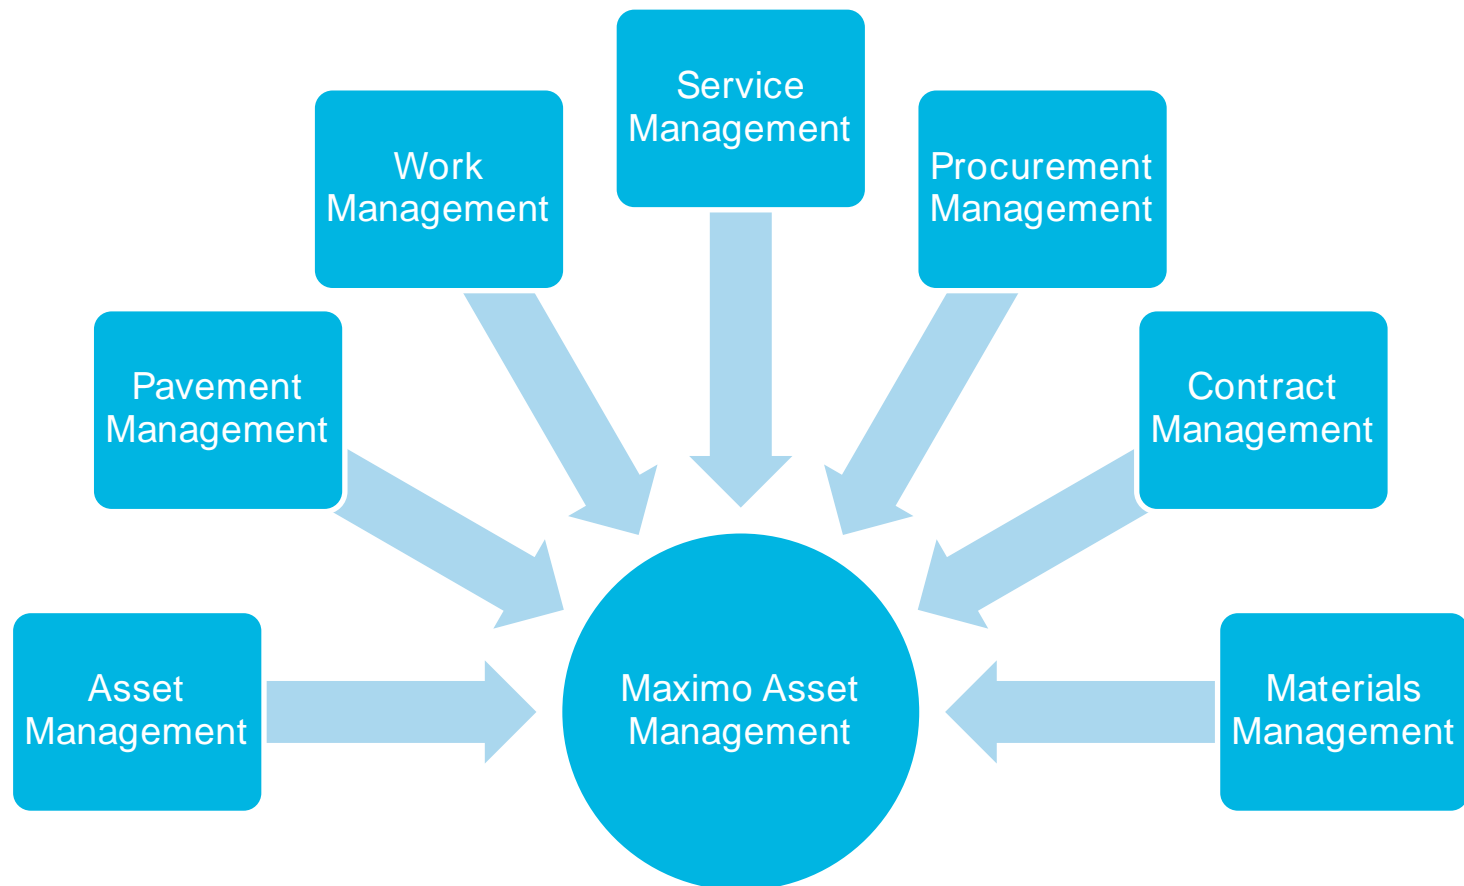 Service
Management
Work
Management
Procurement
Management
Pavement
Management
Contract
Management
Asset
Management
Maximo Asset
Management
Materials
Management